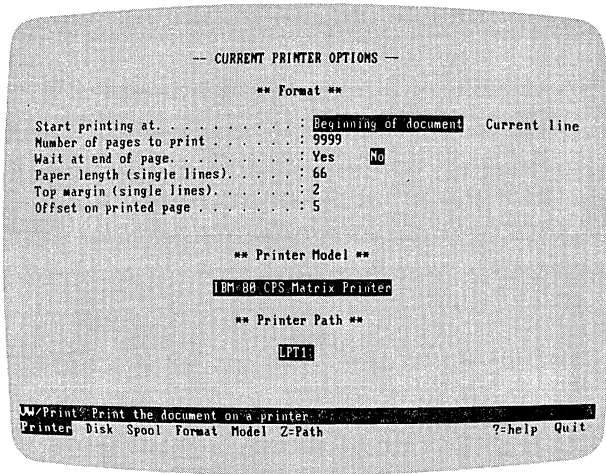 -- CURRENT PRINTER OPTIONS --
** Format **
Start printing at. . . . . . . . . . . : Beginning of document Current line
Number of pages to print . . . . . . : 9999
Wait at end of page. . . . . . . . . . : Yes No
Paper length (single lines). . . . . : 66
Top margin (single lines). . . . . . : 2
Offset on printed page . . . . . . . : 5
** Printer Model **
IBM 80 CPS Matrix Printer
** Printer Path **
LPT1:
UW/Print: Print the document on a printer.
Printer Disk Spool Format Model Z=Path ?=help Quit